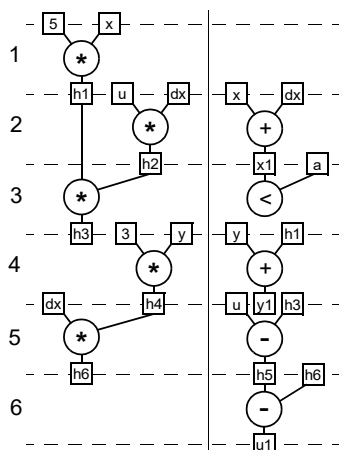 5 x
1 *
h1 u dx x dx
2 * +
h2 x1 a
3 * <
h3 3 y y h1
4 * +
dx h4 u y1 h3
5 * -
h6 h5 h6
6 -
u1